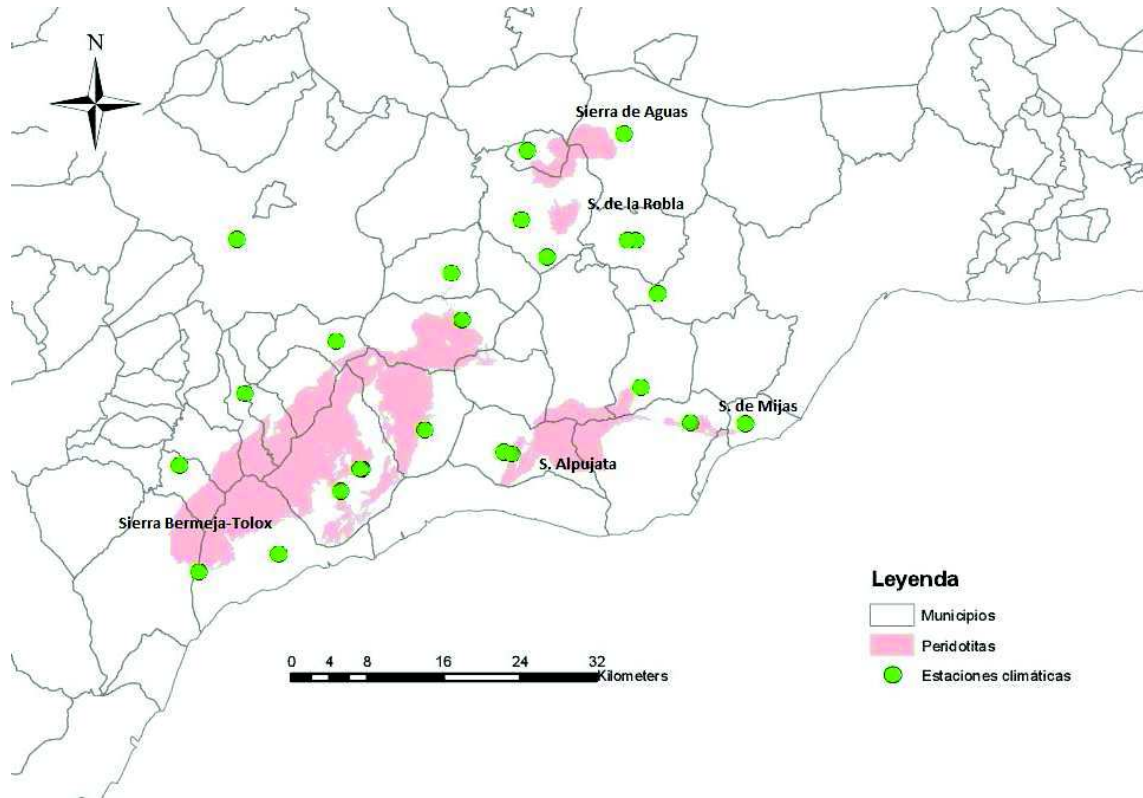 N
Sierra de Aguas
S. de la Robla
S. de Mijas
S. Alpujata
Sierra Bermeja-Tolox
Leyenda
Municipios
Peridotitas
Estaciones climáticas
0 4 8 16 24 32
Kilometers